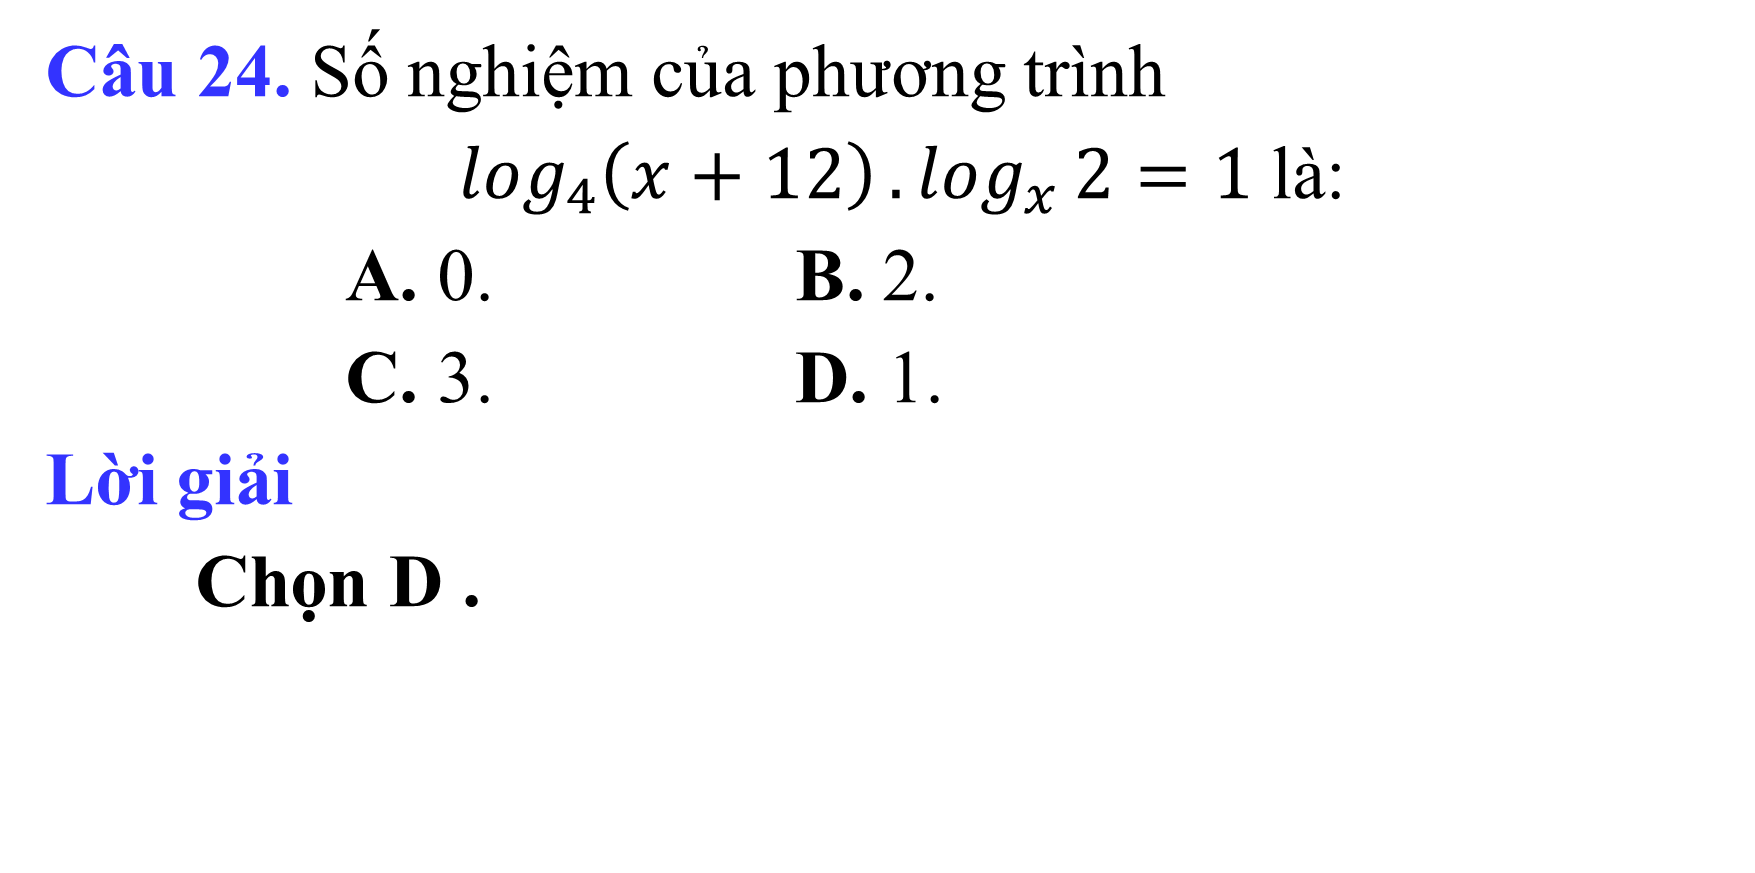 Câu 24. Số nghiệm của phương trình
log₄(x + 12) . logₓ 2 = 1 là:
A. 0. B. 2.
C. 3. D. 1.
Lời giải
Chọn D .